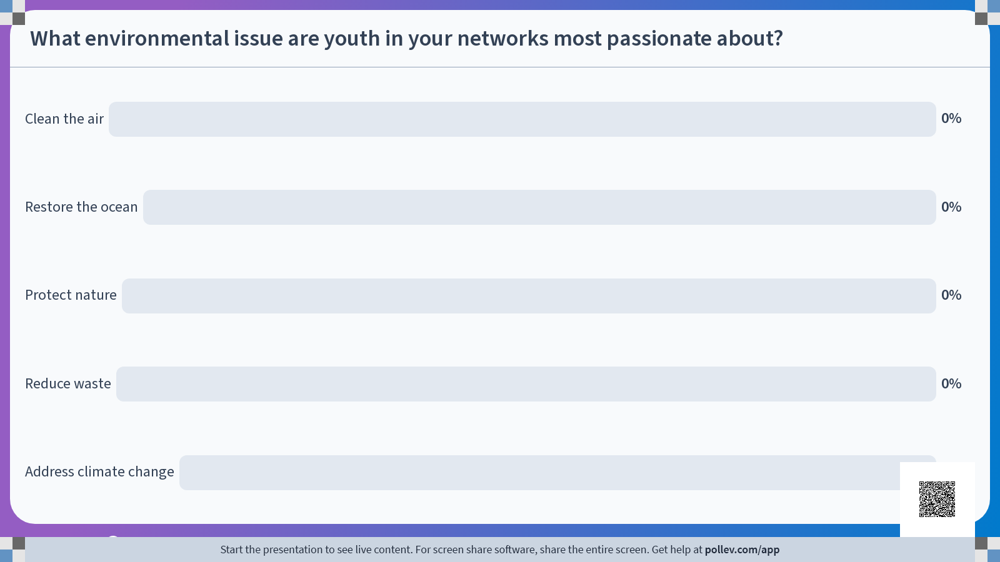 What environmental issue are youth in your networks most passionate about?
Clean the air 0%
Restore the ocean 0%
Protect nature 0%
Reduce waste 0%
Address climate change
Start the presentation to see live content. For screen share software, share the entire screen. Get help at pollev.com/app